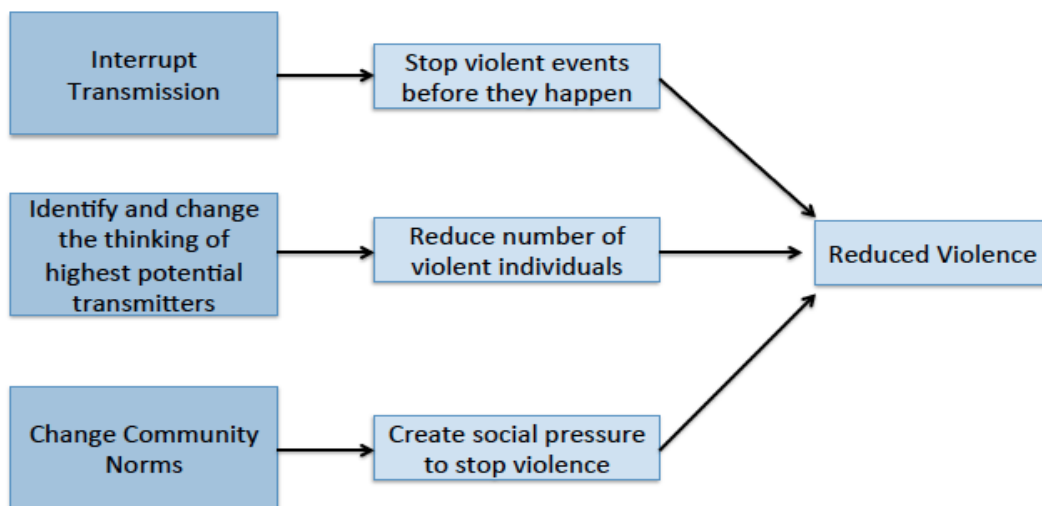 Interrupt
Transmission
Stop violent events
before they happen
Identify and change
the thinking of
highest potential
transmitters
Reduce number of
violent individuals
Reduced Violence
Change Community
Norms
Create social pressure
to stop violence